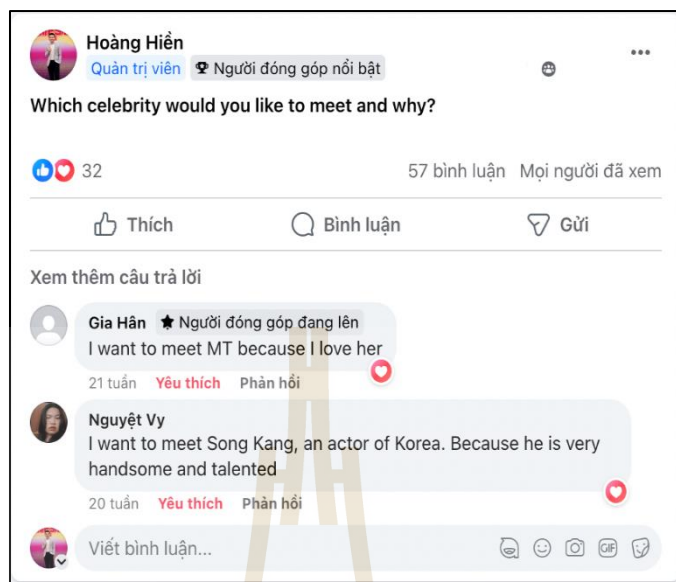 Hoàng Hiền
Quản trị viên Người đóng góp nổi bật
Which celebrity would you like to meet and why?
32 57 bình luận Mọi người đã xem
Thích Bình luận Gửi
Xem thêm câu trả lời
Gia Hân Người đóng góp đang lên
I want to meet MT because I love her
21 tuần Yêu thích Phản hồi
Nguyệt Vy
I want to meet Song Kang, an actor of Korea. Because he is very
handsome and talented
20 tuần Yêu thích Phản hồi
Viết bình luận... GIF